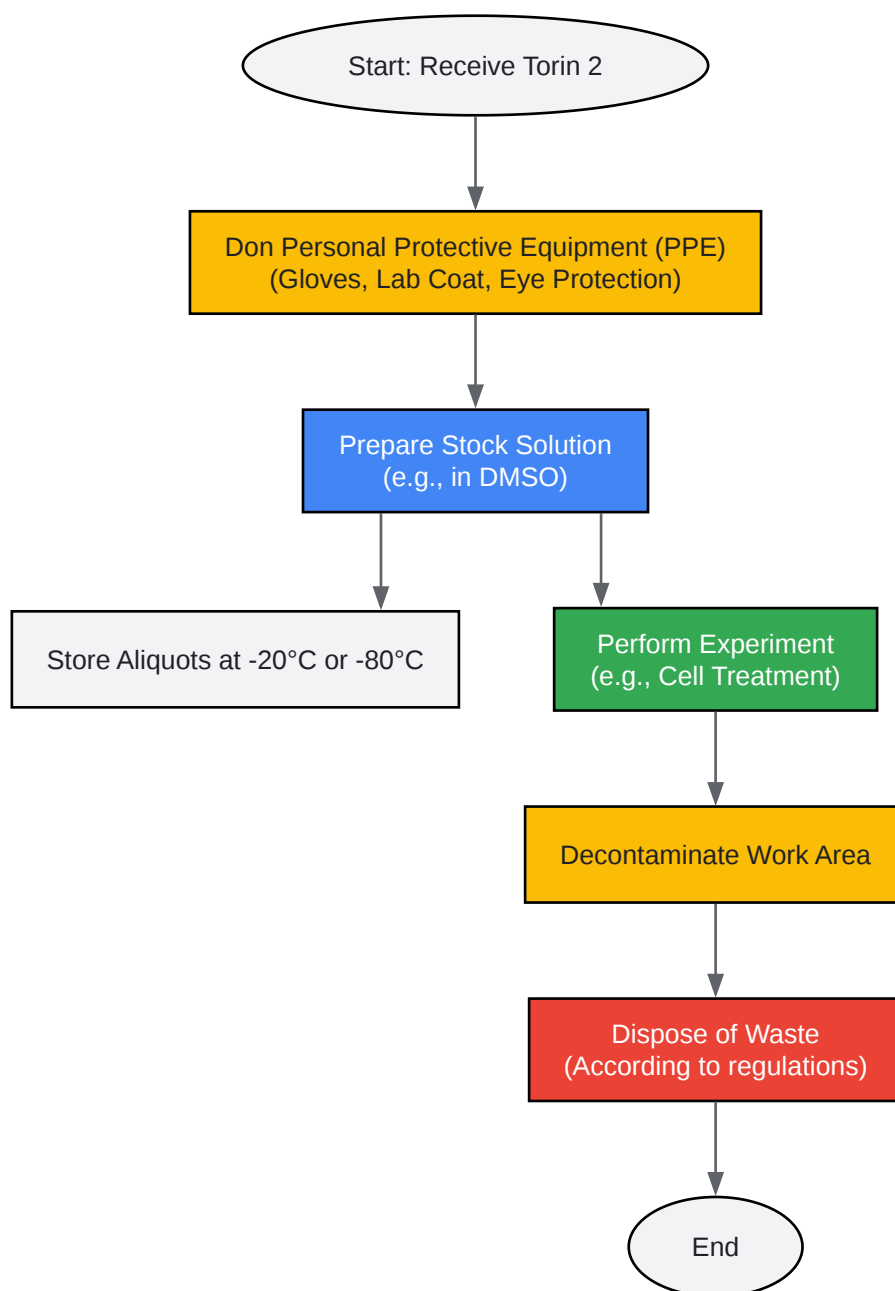 Start: Receive Torin 2
Don Personal Protective Equipment (PPE)
(Gloves, Lab Coat, Eye Protection)
Prepare Stock Solution
(e.g., in DMSO)
Store Aliquots at -20°C or -80°C
Perform Experiment
(e.g., Cell Treatment)
Decontaminate Work Area
Dispose of Waste
(According to regulations)
End